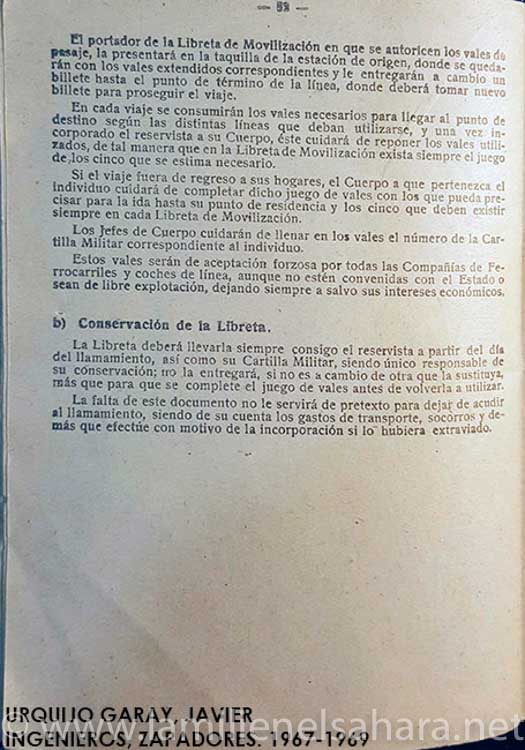 El portador de la Libreta de Movilización en que se autoricen los vales de
pasaje, la presentará en la taquilla de la estación de origen, donde se queda-
rán con los vales extendidos correspondientes y le entregarán a cambio un
billete hasta el punto de término de la línea, donde deberá tomar nuevo
billete para proseguir el viaje.
En cada viaje se consumirán los vales necesarios para llegar al punto de
destino según las distintas líneas que deban utilizarse, y una vez in-
corporado el reservista a su Cuerpo, éste cuidará de reponer los vales utili-
zados, de tal manera que en la Libreta de Movilización exista siempre el juego
de los cinco que se estima necesario.
Si el viaje fuera de regreso a sus hogares, el Cuerpo a que pertenezca el
individuo cuidará de completar dicho juego de vales con los que pueda pre-
cisar para la ida hasta su punto de residencia y los cinco que deben existir
siempre en cada Libreta de Movilización.
Los Jefes de Cuerpo cuidarán de llenar en los vales el número de la Car-
tilla Militar correspondiente al individuo.
Estos vales serán de aceptación forzosa por todas las Compañías de Fe-
rrocarriles y coches de línea, aunque no estén convenidas con el Estado o
sean de libre explotación, dejando siempre a salvo sus intereses económicos.
b) Conservación de la Libreta.
La Libreta deberá llevarla siempre consigo el reservista a partir del día
del llamamiento, así como su Cartilla Militar, siendo único responsable de
su conservación; no la entregará, si no es a cambio de otra que la sustituya,
más que para que se complete el juego de vales antes de volverla a utilizar.
La falta de este documento no le servirá de pretexto para dejar de acudir
al llamamiento, siendo de su cuenta los gastos de transporte, socorros y de-
más que efectúe con motivo de la incorporación si lo hubiera extraviado.
URQUIJO GARAY, JAVIER
© www.lamilienelsahara.net
INGENIEROS, ZAPADORES. 1967-1969